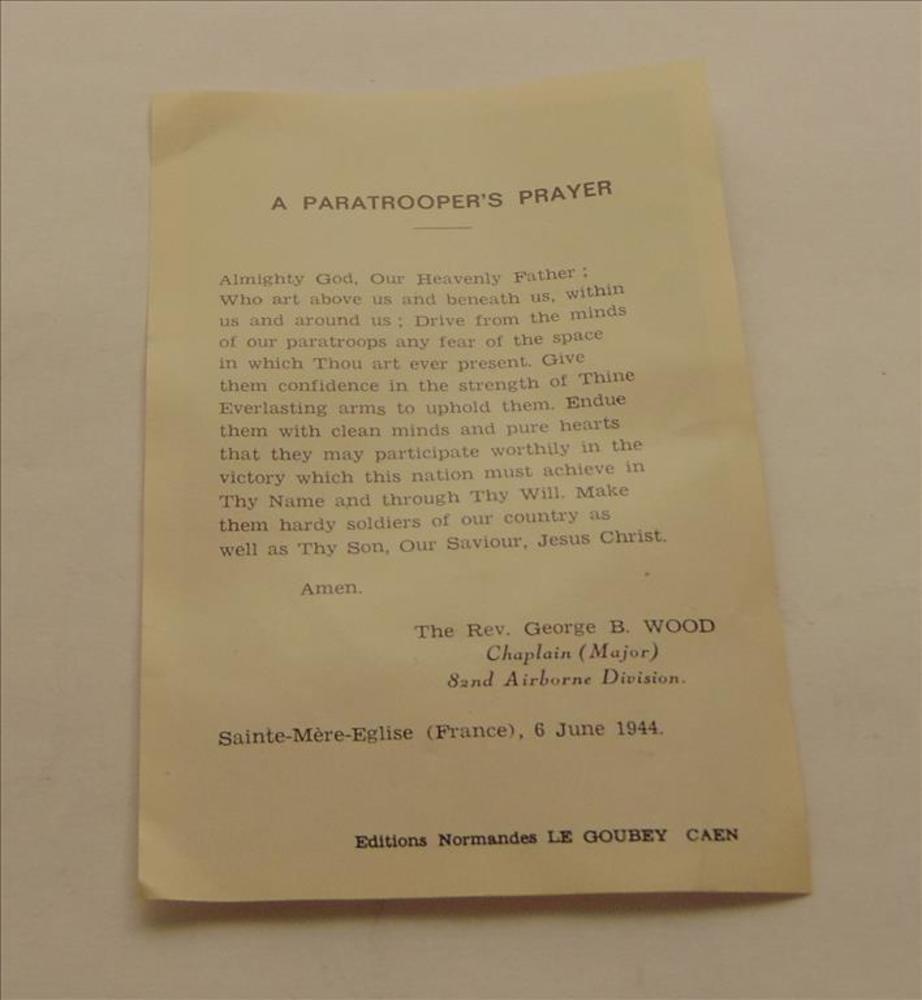 A PARATROOPER'S PRAYER
Almighty God, Our Heavenly Father ;
Who art above us and beneath us, within
us and around us ; Drive from the minds
of our paratroops any fear of the space
in which Thou art ever present. Give
them confidence in the strength of Thine
Everlasting arms to uphold them. Endue
them with clean minds and pure hearts
that they may participate worthily in the
victory which this nation must achieve in
Thy Name and through Thy Will. Make
them hardy soldiers of our country as
well as Thy Son, Our Saviour, Jesus Christ.
Amen.
The Rev. George B. WOOD
Chaplain (Major)
82nd Airborne Division.
Sainte-Mère-Eglise (France), 6 June 1944.
Editions Normandes LE GOUBEY CAEN